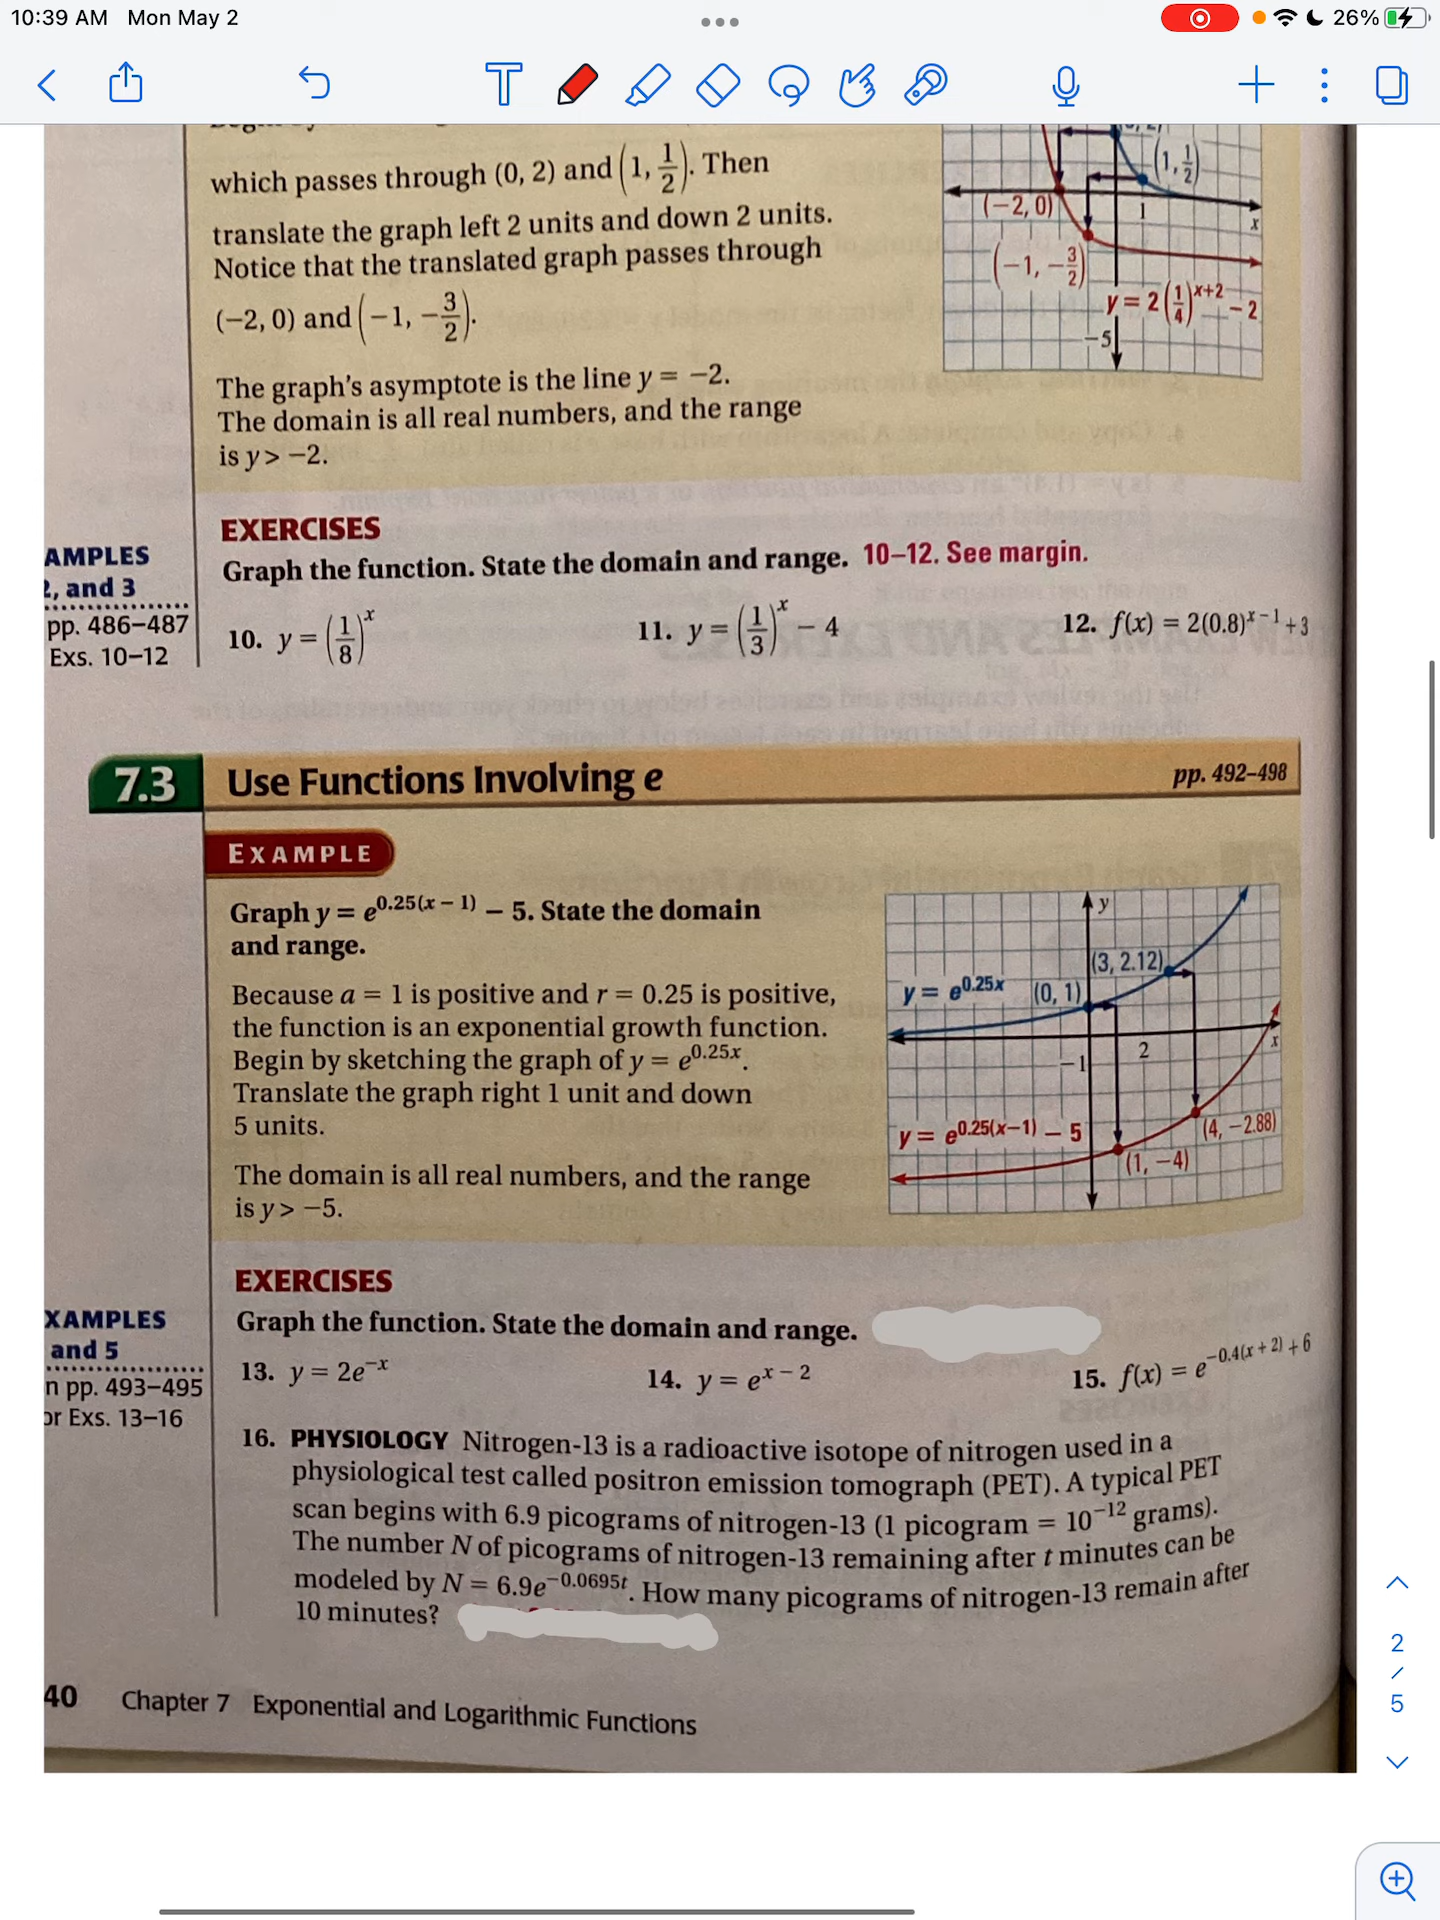 10:39 AM Mon May 2
26%
which passes through (0, 2) and (1, 1/2). Then
translate the graph left 2 units and down 2 units.
Notice that the translated graph passes through
(−2, 0) and (−1, −3/2).
The graph's asymptote is the line y = −2.
The domain is all real numbers, and the range
is y > −2.
(1, 1/2)
(−2, 0)
1
x
(−1, −3/2)
y = 2(1/4)^x+2 − 2
−5
EXERCISES
Graph the function. State the domain and range. 10–12. See margin.
AMPLES
2, and 3
pp. 486–487
Exs. 10–12
10. y = (1/8)^x
11. y = (1/3)^x − 4
12. f(x) = 2(0.8)^x − 1 + 3
7.3 Use Functions Involving e pp. 492–498
EXAMPLE
Graph y = e^0.25(x − 1) − 5. State the domain
and range.
Because a = 1 is positive and r = 0.25 is positive,
the function is an exponential growth function.
Begin by sketching the graph of y = e^0.25x.
Translate the graph right 1 unit and down
5 units.
The domain is all real numbers, and the range
is y > −5.
y
(3, 2.12)
y = e^0.25x
(0, 1)
−1
2
x
y = e^0.25(x−1) − 5
(4, −2.88)
(1, −4)
EXERCISES
Graph the function. State the domain and range.
XAMPLES
and 5
n pp. 493–495
or Exs. 13–16
13. y = 2e^−x
14. y = e^x − 2
15. f(x) = e^−0.4(x + 2) + 6
16. PHYSIOLOGY Nitrogen-13 is a radioactive isotope of nitrogen used in a
physiological test called positron emission tomograph (PET). A typical PET
scan begins with 6.9 picograms of nitrogen-13 (1 picogram = 10^−12 grams).
The number N of picograms of nitrogen-13 remaining after t minutes can be
modeled by N = 6.9e^−0.0695t. How many picograms of nitrogen-13 remain after
10 minutes?
40 Chapter 7 Exponential and Logarithmic Functions
2
/
5